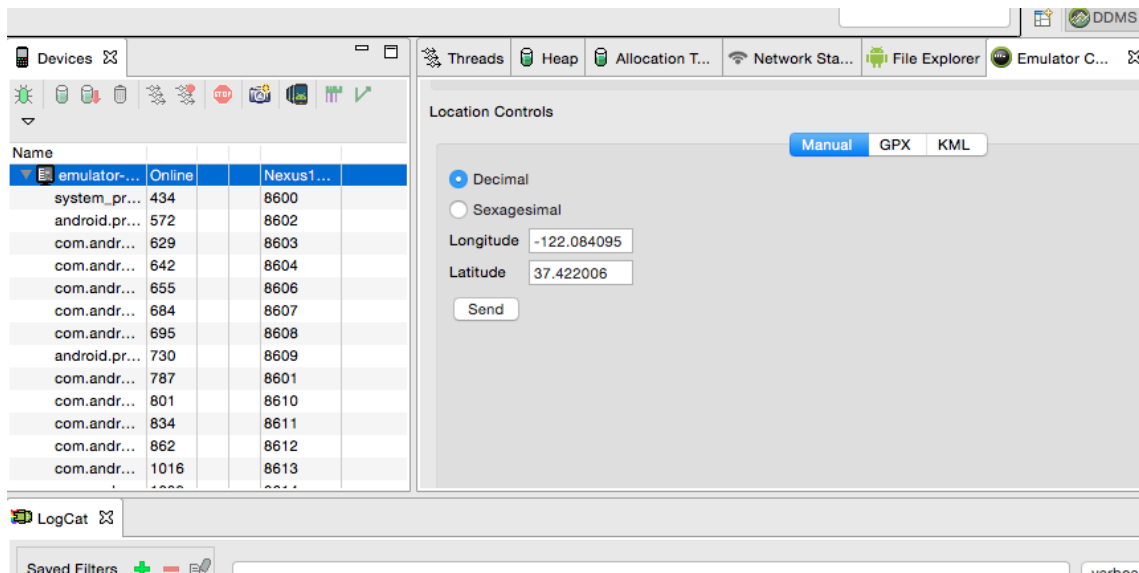 DDMS
Devices
Threads Heap Allocation T... Network Sta... File Explorer Emulator C...
Location Controls
Manual GPX KML
Name
emulator-... Online Nexus1...
system_pr... 434 8600
android.pr... 572 8602
com.andr... 629 8603
com.andr... 642 8604
com.andr... 655 8606
com.andr... 684 8607
com.andr... 695 8608
android.pr... 730 8609
com.andr... 787 8601
com.andr... 801 8610
com.andr... 834 8611
com.andr... 862 8612
com.andr... 1016 8613
Decimal
Sexagesimal
Longitude -122.084095
Latitude 37.422006
Send
LogCat
Saved Filters